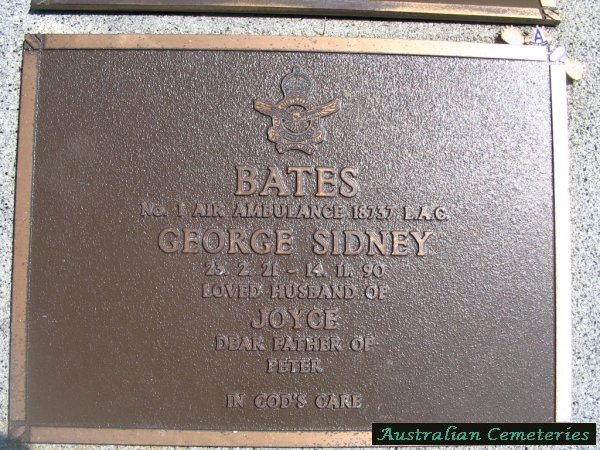 BATES
No. 1 AIR AMBULANCE 18737 L.A.C.
GEORGE SIDNEY
23. 2. 21 - 14. 11. 90
LOVED HUSBAND OF
JOYCE
DEAR FATHER OF
PETER
IN GOD'S CARE
A
Australian Cemeteries